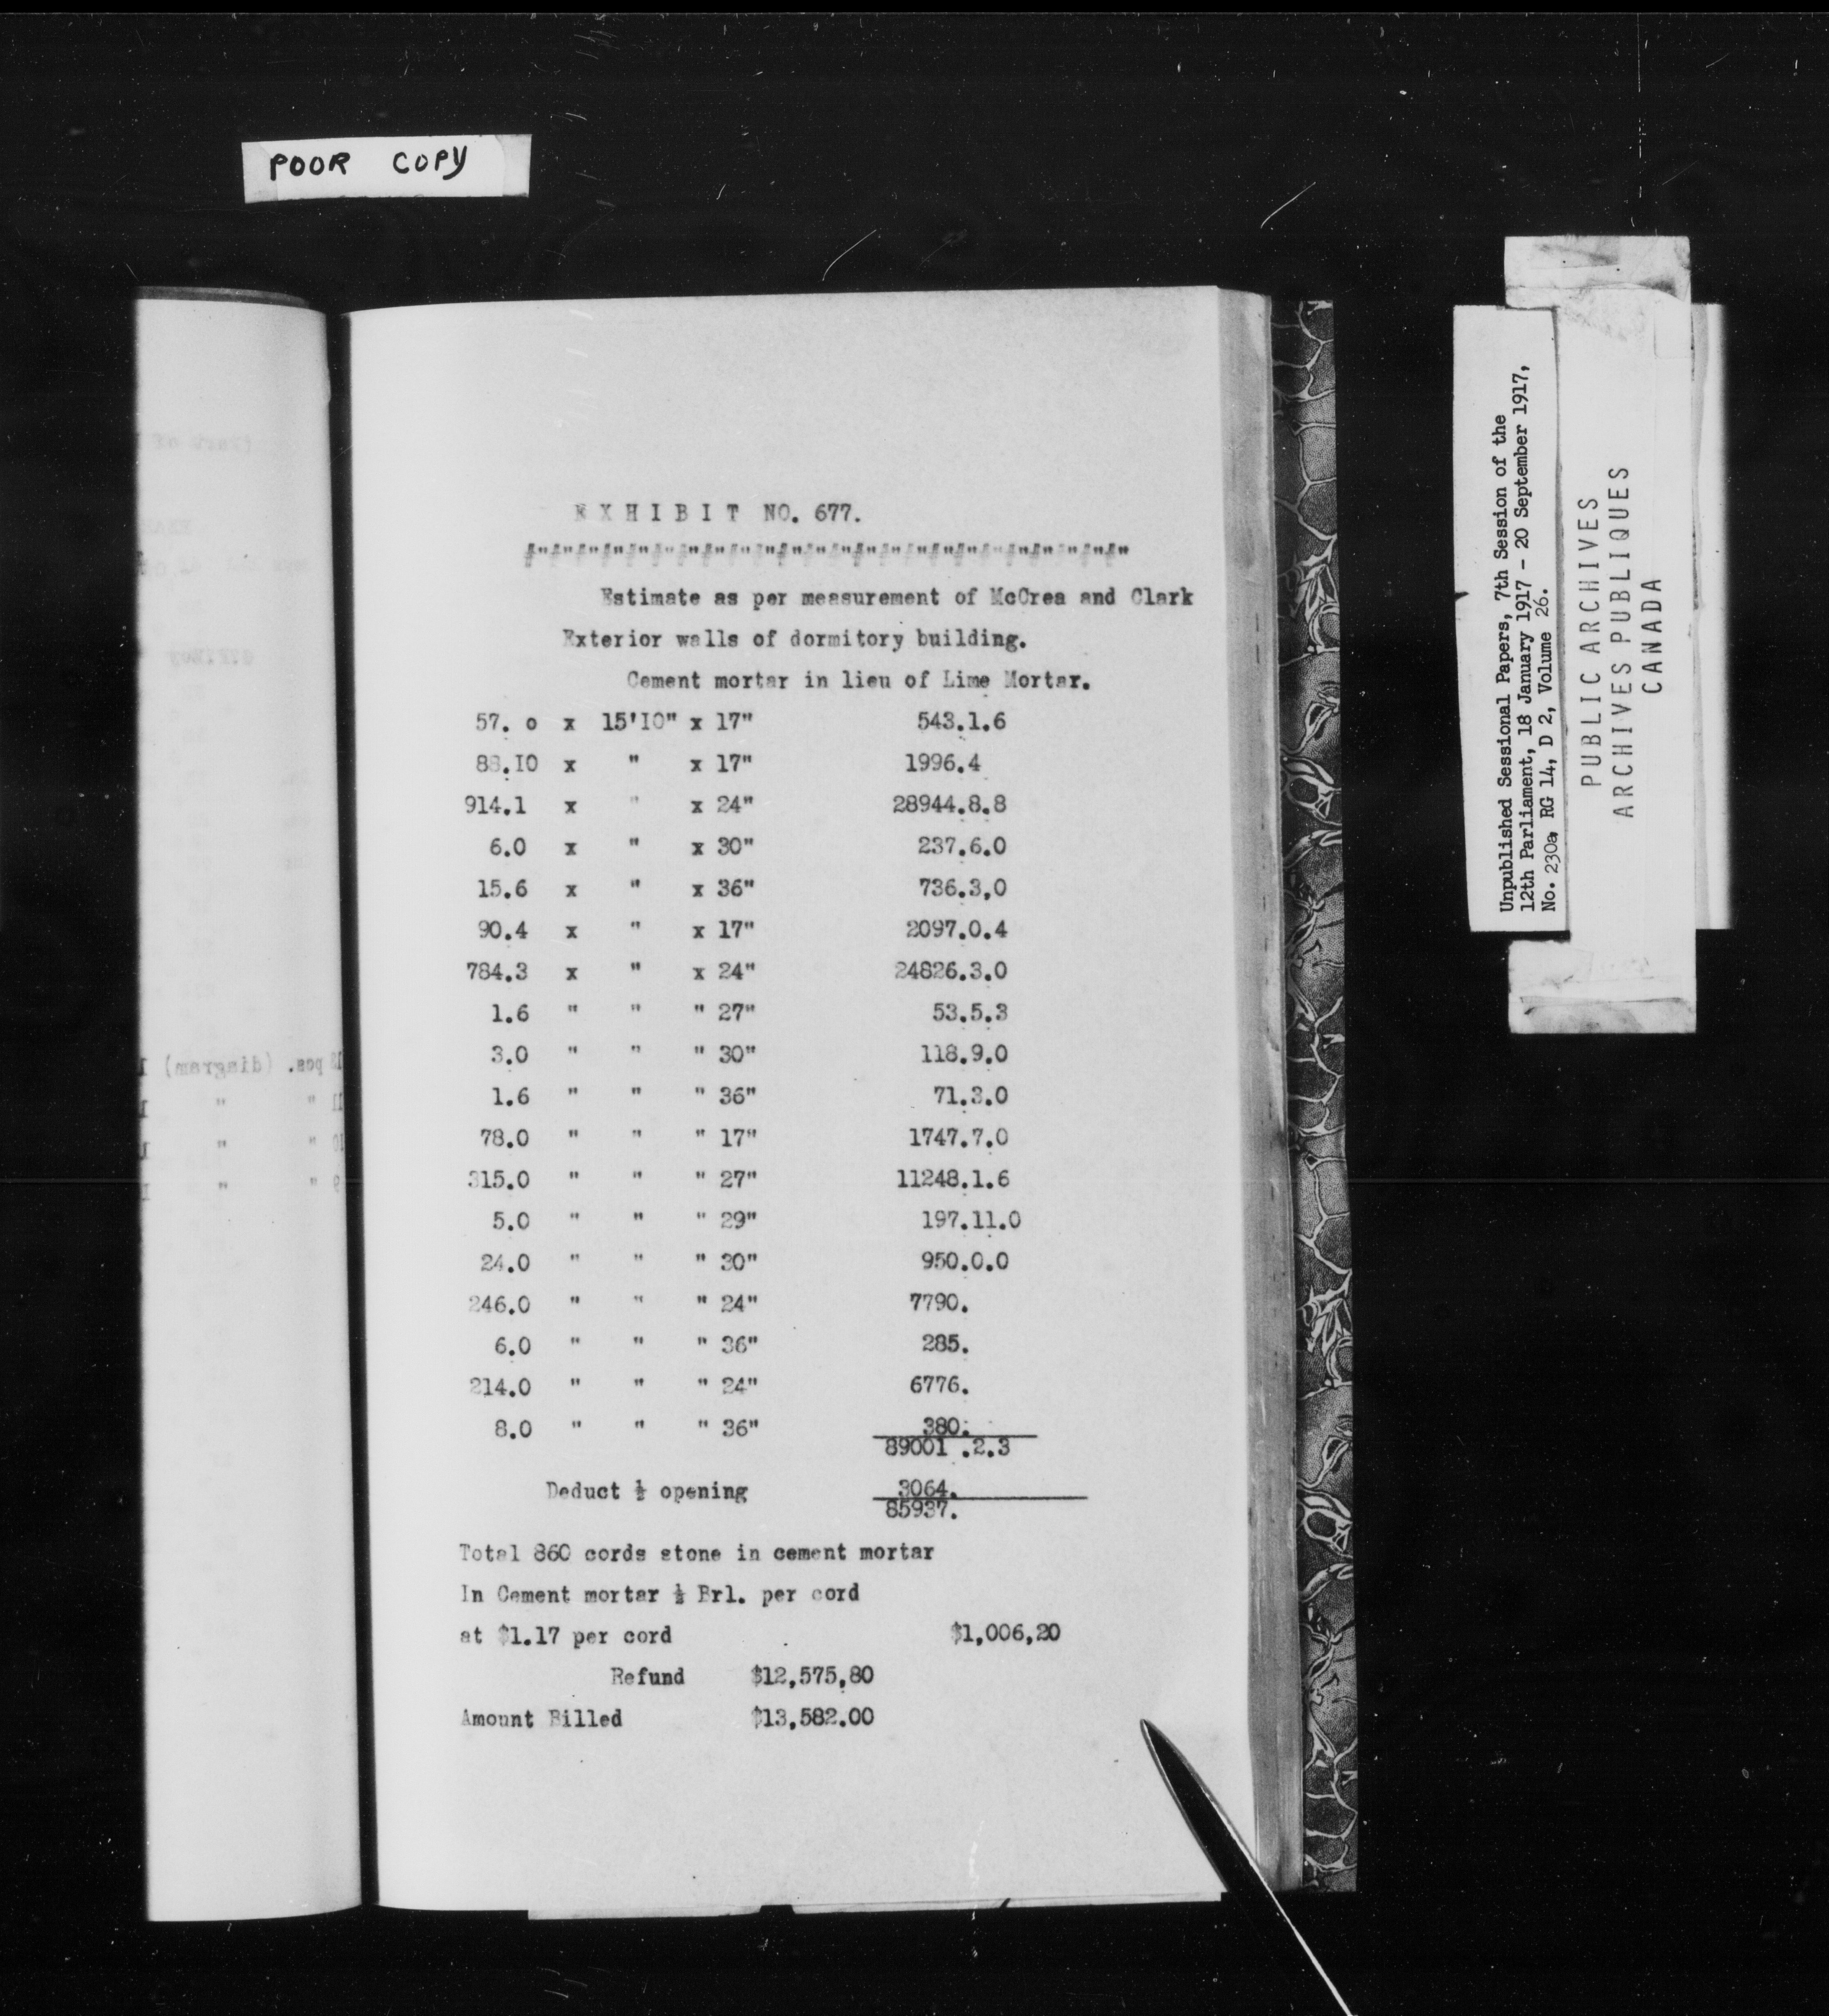 POOR COPY
EXHIBIT NO. 677.
Estimate as per measurement of McCrea and Clark
Exterior walls of dormitory building.
Cement mortar in lieu of Lime Mortar.
57. o x 15'10" x 17" 543.1.6
88.10 x " x 17" 1996.4
914.1 x " x 24" 28944.8.8
6.0 x " x 30" 237.6.0
15.6 x " x 36" 736.3,0
90.4 x " x 17" 2097.0.4
784.3 x " x 24" 24826.3.0
1.6 " " " 27" 53.5.3
3.0 " " " 30" 118.9.0
1.6 " " " 36" 71.3.0
78.0 " " " 17" 1747.7.0
315.0 " " " 27" 11248.1.6
5.0 " " " 29" 197.11.0
24.0 " " " 30" 950.0.0
246.0 " " " 24" 7790.
6.0 " " " 36" 285.
214.0 " " " 24" 6776.
8.0 " " " 36" 380.
89001 .2.3
Deduct ½ opening 3064.
85937.
Total 860 cords stone in cement mortar
In Cement mortar ½ Brl. per cord
at $1.17 per cord $1,006,20
Refund $12,575,80
Amount Billed $13,582.00
Unpublished Sessional Papers, 7th Session of the
12th Parliament, 18 January 1917 - 20 September 1917,
No. 230a, RG 14, D 2, Volume 26.
PUBLIC ARCHIVES
ARCHIVES PUBLIQUES
CANADA